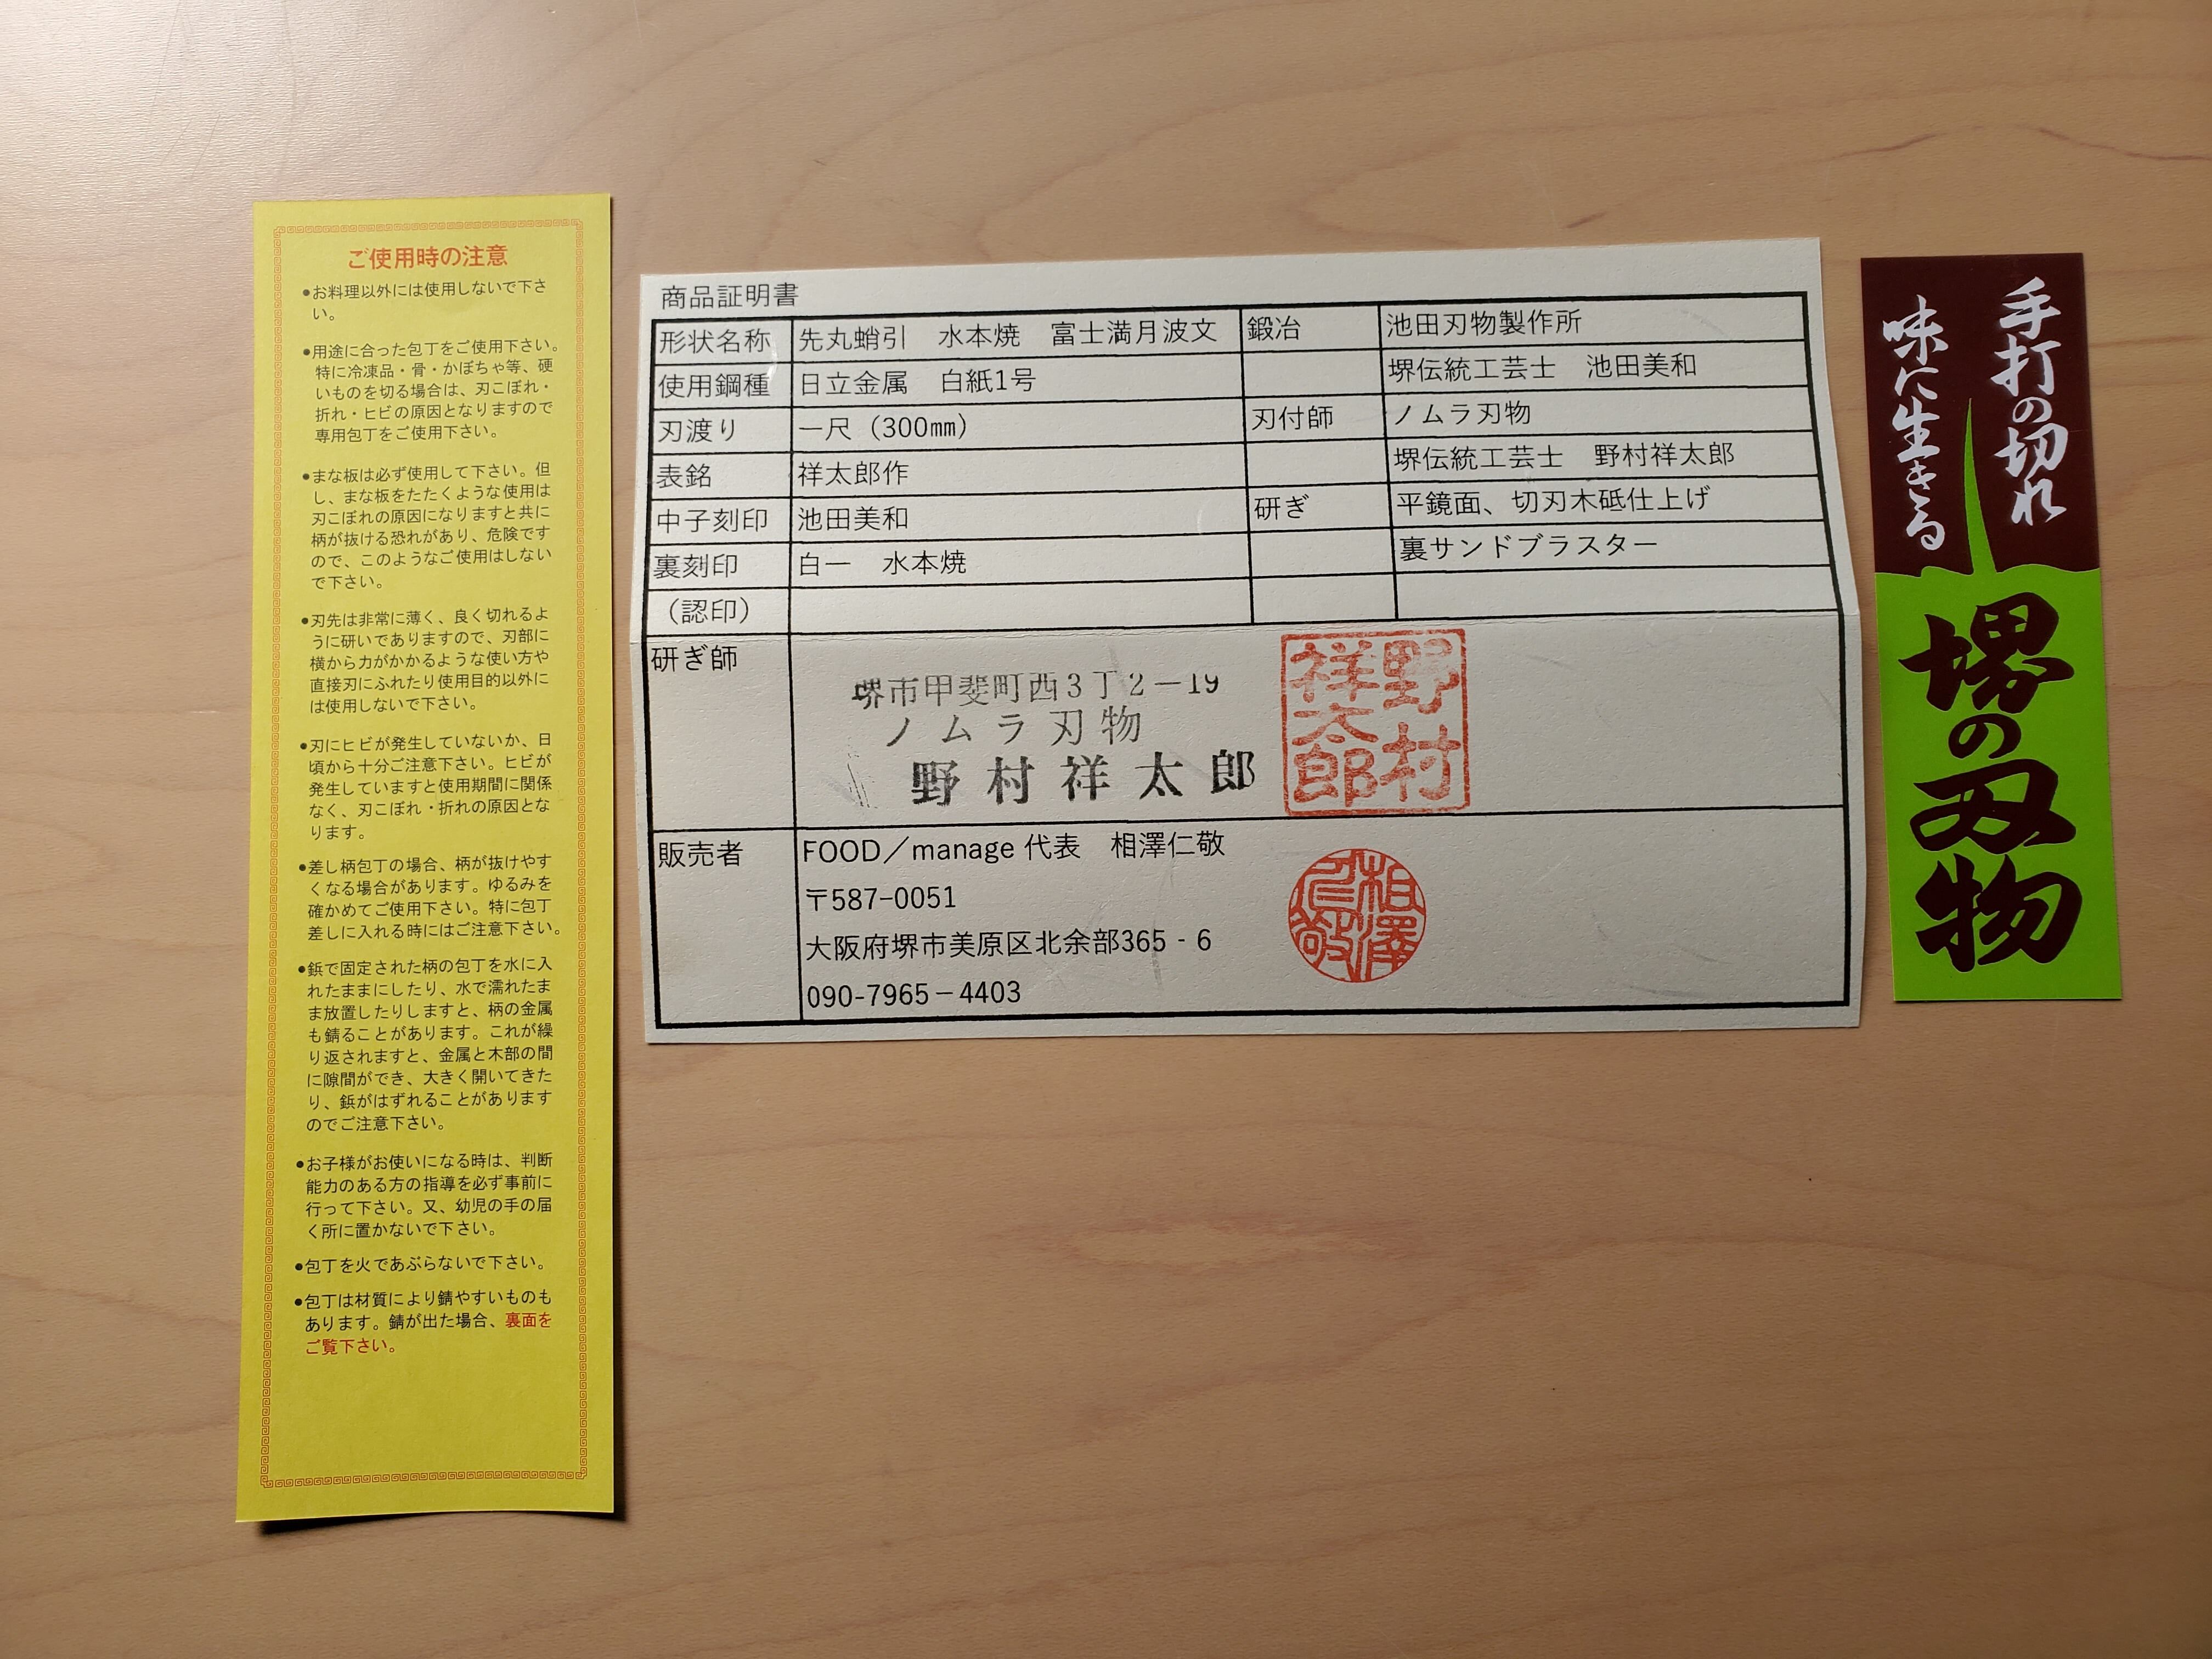 ご使用時の注意
●お料理以外には使用しないで下さ
い。
●用途に合った包丁をご使用下さい。
特に冷凍品・骨・かぼちゃ等、硬
いものを切る場合は、刃こぼれ・
折れ・ヒビの原因となりますので
専用包丁をご使用下さい。
●まな板は必ず使用して下さい。但
し、まな板をたたくような使用は
刃こぼれの原因になりますと共に
柄が抜ける恐れがあり、危険です
ので、このようなご使用はしない
で下さい。
●刃先は非常に薄く、良く切れるよ
うに研いでありますので、刃部に
横から力がかかるような使い方や
直接刃にふれたり使用目的以外に
は使用しないで下さい。
●刃にヒビが発生していないか、日
頃から十分ご注意下さい。ヒビが
発生していますと使用期間に関係
なく、刃こぼれ・折れの原因とな
ります。
●差し柄包丁の場合、柄が抜けやす
くなる場合があります。ゆるみを
確かめてご使用下さい。特に包丁
差しに入れる時にはご注意下さい。
●鋲で固定された柄の包丁を水に入
れたままにしたり、水で濡れたま
ま放置したりしますと、柄の金属
も錆ることがあります。これが繰
り返されますと、金属と木部の間
に隙間ができ、大きく開いてきた
り、鋲がはずれることがあります
のでご注意下さい。
●お子様がお使いになる時は、判断
能力のある方の指導を必ず事前に
行って下さい。又、幼児の手の届
く所に置かないで下さい。
●包丁を火であぶらないで下さい。
●包丁は材質により錆やすいものも
あります。錆が出た場合、裏面を
ご覧下さい。
商品証明書
形状名称 先丸蛸引 水本焼 富士満月波文 鍛冶 池田刃物製作所
使用鋼種 日立金属 白紙1号 堺伝統工芸士 池田美和
刃渡り 一尺（300㎜） 刃付師 ノムラ刃物
表銘 祥太郎作 堺伝統工芸士 野村祥太郎
中子刻印 池田美和 研ぎ 平鏡面、切刃木砥仕上げ
裏刻印 白一 水本焼 裏サンドブラスター
（認印）
研ぎ師
堺市甲斐町西3丁2－19
ノムラ刃物
野村祥太郎
野村
祥太郎
販売者 FOOD／manage 代表 相澤仁敬
〒587-0051
大阪府堺市美原区北余部365‐6
090-7965－4403
相澤
仁敬
手打の切れ
味に生きる
堺の刃物